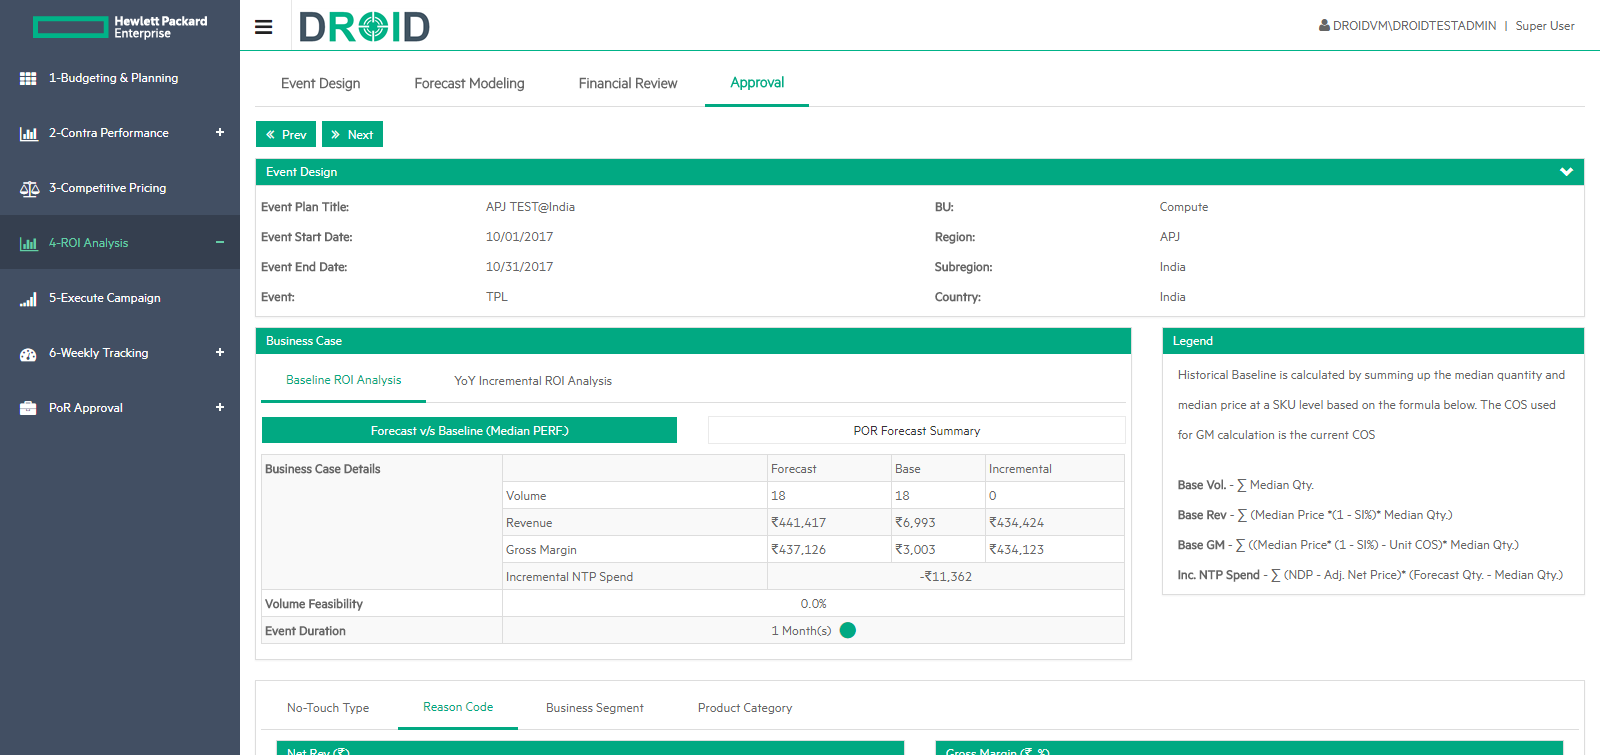 Hewlett Packard
Enterprise
DROID
DROIDVM\DROIDTESTADMIN | Super User
1-Budgeting & Planning
2-Contra Performance +
3-Competitive Pricing
4-ROI Analysis −
5-Execute Campaign
6-Weekly Tracking +
PoR Approval +
Event Design Forecast Modeling Financial Review Approval
« Prev » Next
Event Design
Event Plan Title: APJ TEST@India BU: Compute
Event Start Date: 10/01/2017 Region: APJ
Event End Date: 10/31/2017 Subregion: India
Event: TPL Country: India
Business Case
Baseline ROI Analysis YoY Incremental ROI Analysis
Forecast v/s Baseline (Median PERF.) POR Forecast Summary
Business Case Details Forecast Base Incremental
Volume 18 18 0
Revenue ₹441,417 ₹6,993 ₹434,424
Gross Margin ₹437,126 ₹3,003 ₹434,123
Incremental NTP Spend -₹11,362
Volume Feasibility 0.0%
Event Duration 1 Month(s)
Legend
Historical Baseline is calculated by summing up the median quantity and
median price at a SKU level based on the formula below. The COS used
for GM calculation is the current COS
Base Vol. - ∑ Median Qty.
Base Rev - ∑ (Median Price *(1 - SI%)* Median Qty.)
Base GM - ∑ ((Median Price* (1 - SI%) - Unit COS)* Median Qty.)
Inc. NTP Spend - ∑ (NDP - Adj. Net Price)* (Forecast Qty. - Median Qty.)
No-Touch Type Reason Code Business Segment Product Category
Net Rev (₹) Gross Margin (₹, %)